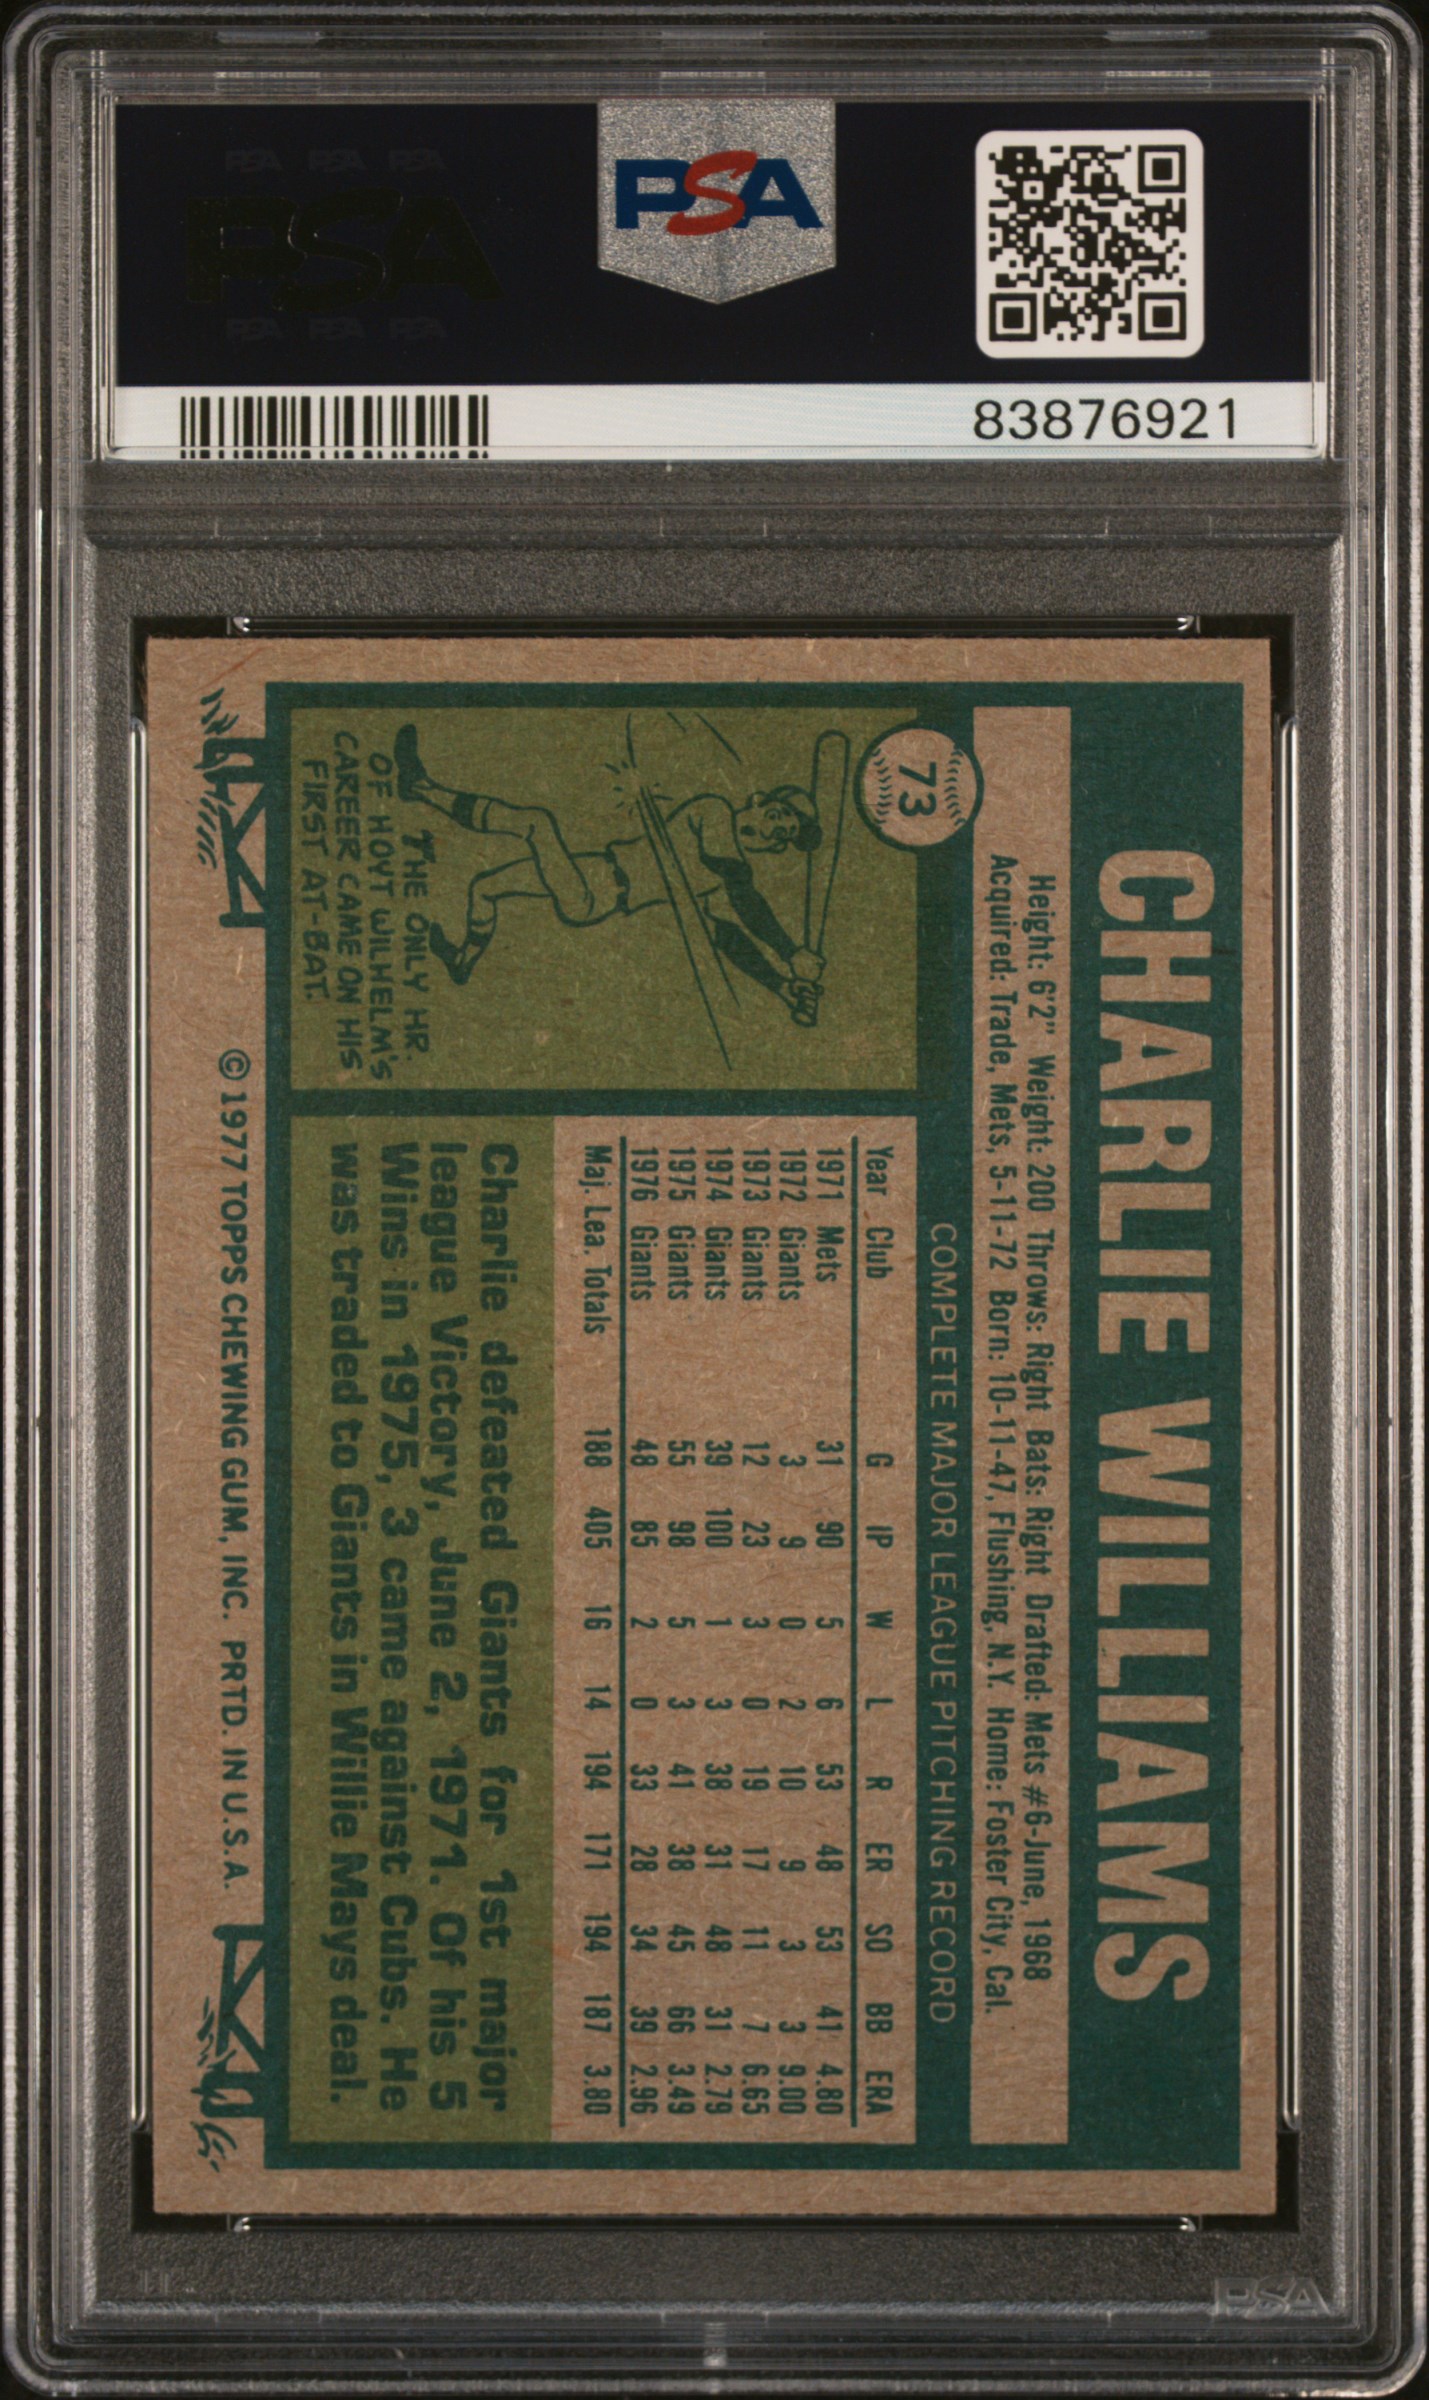 PSA PSA PSA
PSA
PSA PSA PSA
PSA
83876921
CHARLIE WILLIAMS
Height: 6'2" Weight: 200 Throws: Right Bats: Right Drafted: Mets #6-June, 1968
Acquired: Trade, Mets, 5-11-72 Born: 10-11-47, Flushing, N.Y. Home: Foster City, Cal.
73
COMPLETE MAJOR LEAGUE PITCHING RECORD
Year Club G IP W L R ER SO BB ERA
1971 Mets 31 90 5 6 53 48 53 41 4.80
1972 Giants 3 9 0 2 10 9 3 3 9.00
1973 Giants 12 23 3 0 19 17 11 7 6.65
1974 Giants 39 100 1 3 38 31 48 31 2.79
1975 Giants 55 98 5 3 41 38 45 66 3.49
1976 Giants 48 85 2 0 33 28 34 39 2.96
Maj. Lea. Totals 188 405 16 14 194 171 194 187 3.80
THE ONLY HR.
OF HOYT WILHELM'S
CAREER CAME ON HIS
FIRST AT-BAT.
Charlie defeated Giants for 1st major
league Victory, June 2, 1971. Of his 5
Wins in 1975, 3 came against Cubs. He
was traded to Giants in Willie Mays deal.
© 1977 TOPPS CHEWING GUM, INC. PRTD. IN U.S.A.
PSA